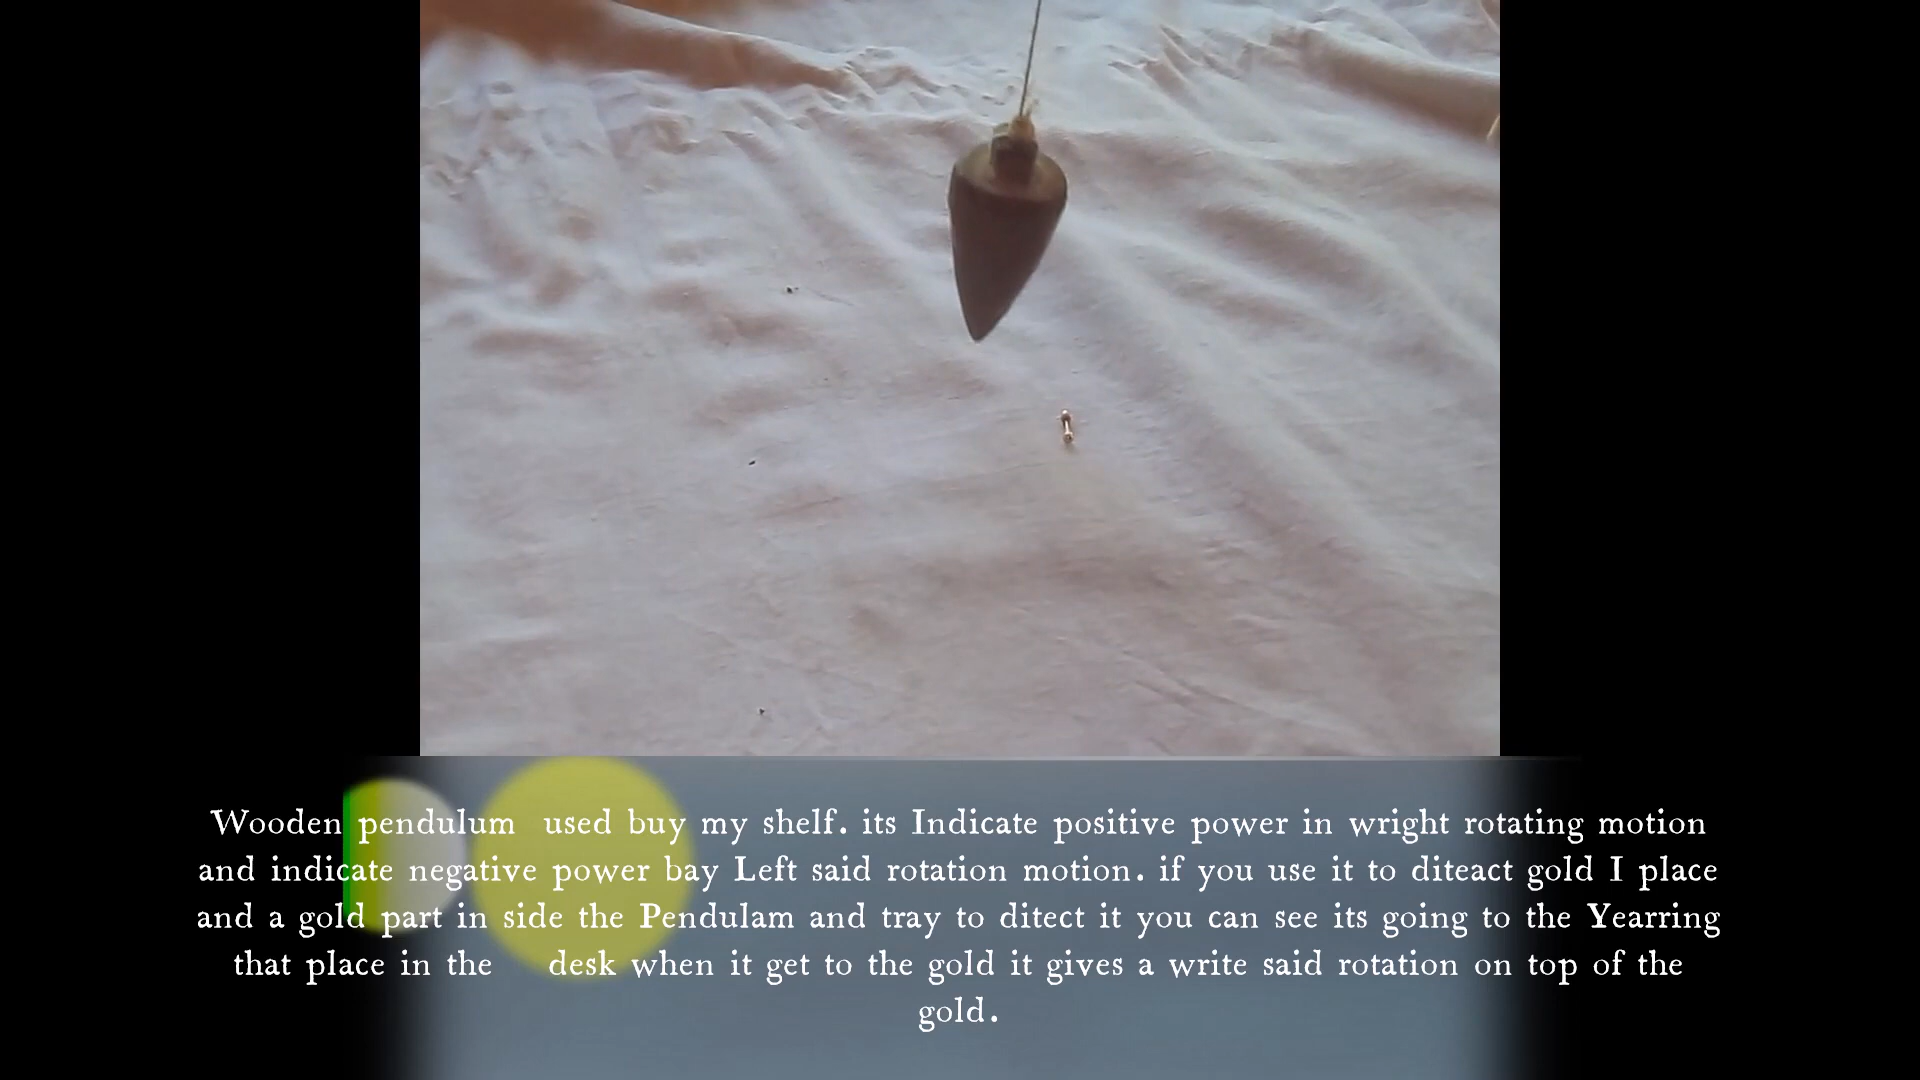 Wooden pendulum used buy my shelf. its Indicate positive power in wright rotating motion
and indicate negative power bay Left said rotation motion. if you use it to diteact gold I place
and a gold part in side the Pendulam and tray to ditect it you can see its going to the Yearring
that place in the desk when it get to the gold it gives a write said rotation on top of the
gold.